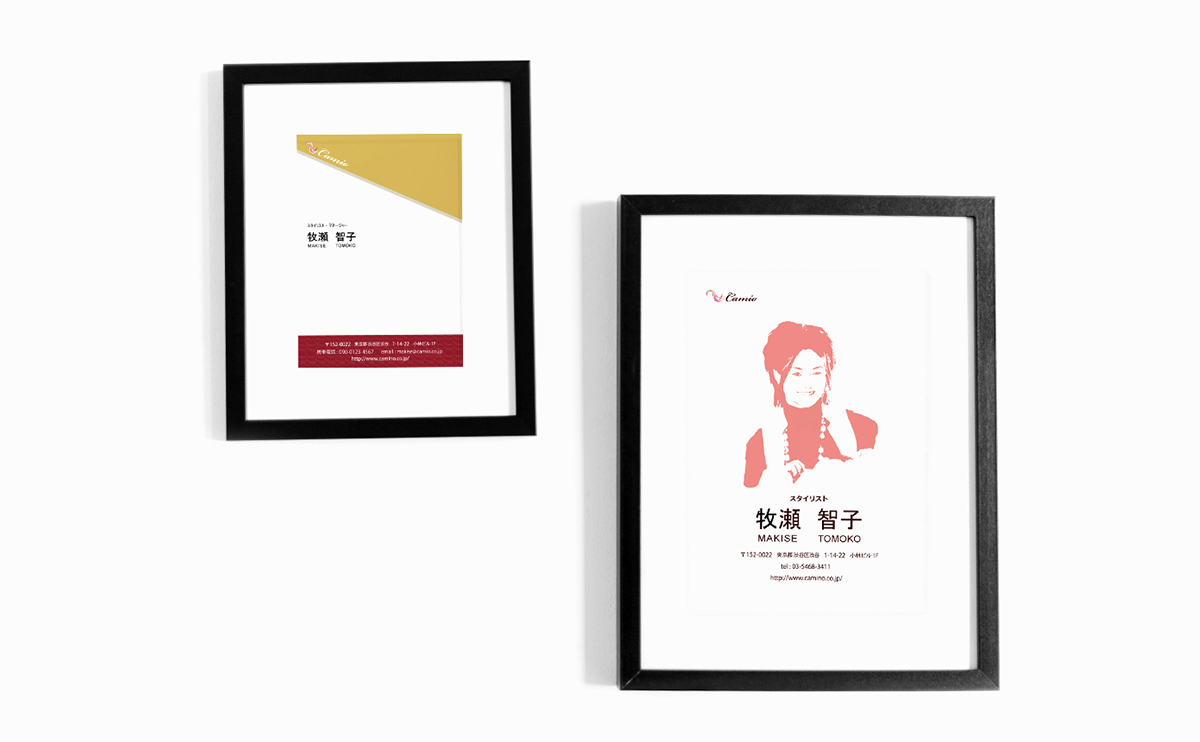 Camio
スタイリスト・マネージャー
牧瀬 智子
MAKISE TOMOKO
〒152-0022 東京都渋谷区渋谷 1-14-22 小林ビル 1F
携帯電話 : 090-0123-4567 email : makise@camio.co.jp
http://www.camino.co.jp/
Camio
スタイリスト
牧瀬 智子
MAKISE TOMOKO
〒152-0022 東京都渋谷区渋谷 1-14-22 小林ビル 1F
tel : 03-5468-3411
http://www.camino.co.jp/